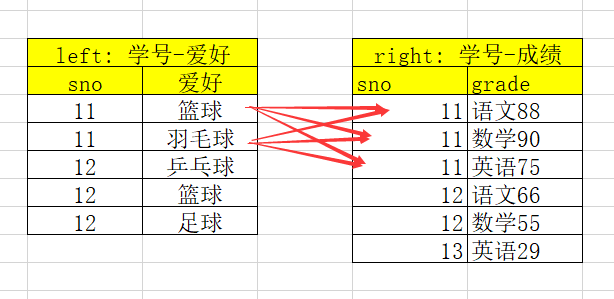 left: 学号-爱好
sno 爱好
11 篮球
11 羽毛球
12 乒乓球
12 篮球
12 足球
right: 学号-成绩
sno grade
11 语文88
11 数学90
11 英语75
12 语文66
12 数学55
13 英语29